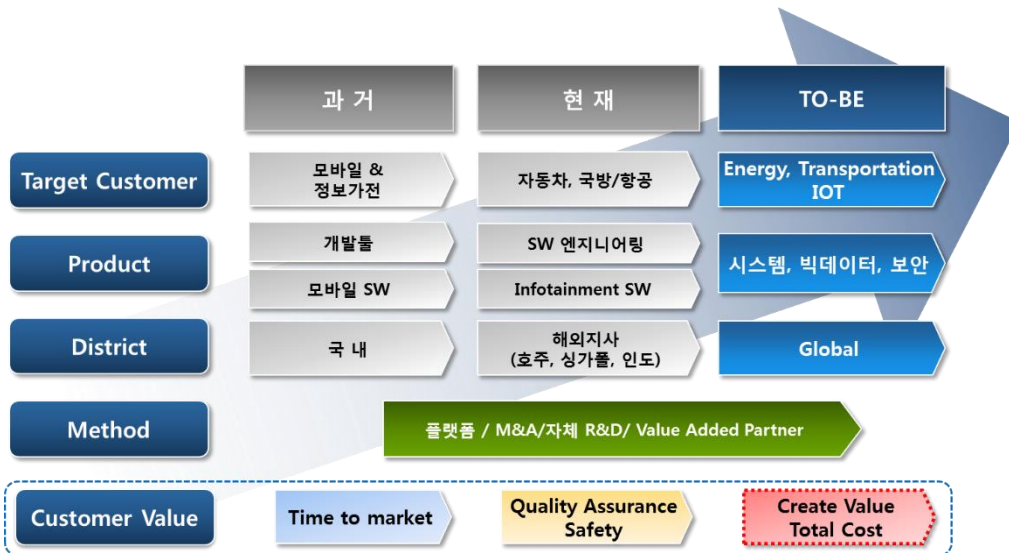 과 거
현 재
TO-BE
Target Customer
모바일 &
정보가전
자동차, 국방/항공
Energy, Transportation
IOT
Product
개발툴
SW 엔지니어링
시스템, 빅데이터, 보안
모바일 SW
Infotainment SW
District
국 내
해외지사
(호주, 싱가폴, 인도)
Global
Method
플랫폼 / M&A/자체 R&D/ Value Added Partner
Customer Value
Time to market
Quality Assurance
Safety
Create Value
Total Cost